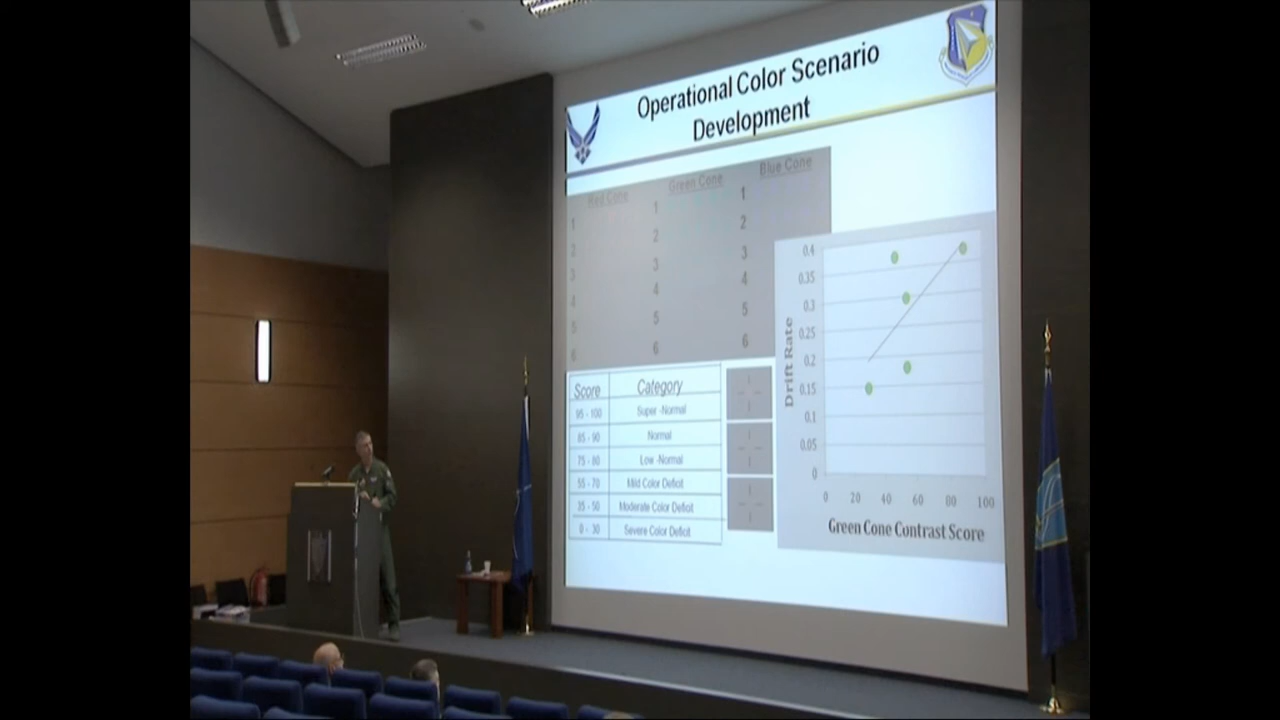 Operational Color Scenario
Development
Red Cone Green Cone Blue Cone
1 1 1
2 2 2
3 3 3
4 4 4
5 5 5
6 6 6
Score Category
95 - 100 Super -Normal
85 - 90 Normal
75 - 80 Low -Normal
55 - 70 Mild Color Deficit
35 - 50 Moderate Color Deficit
0 - 30 Severe Color Deficit
0.4
0.35
0.3
0.25
0.2
0.15
0.1
0.05
0
Drift Rate
0 20 40 60 80 100
Green Cone Contrast Score